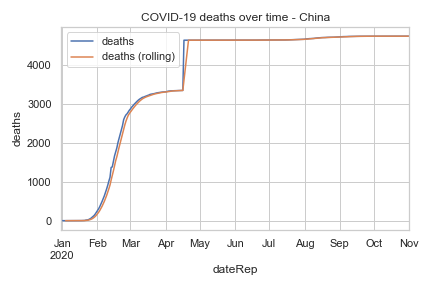 COVID-19 deaths over time - China
deaths
deaths (rolling)
deaths
4000
3000
2000
1000
0
Jan Feb Mar Apr May Jun Jul Aug Sep Oct Nov
2020
dateRep